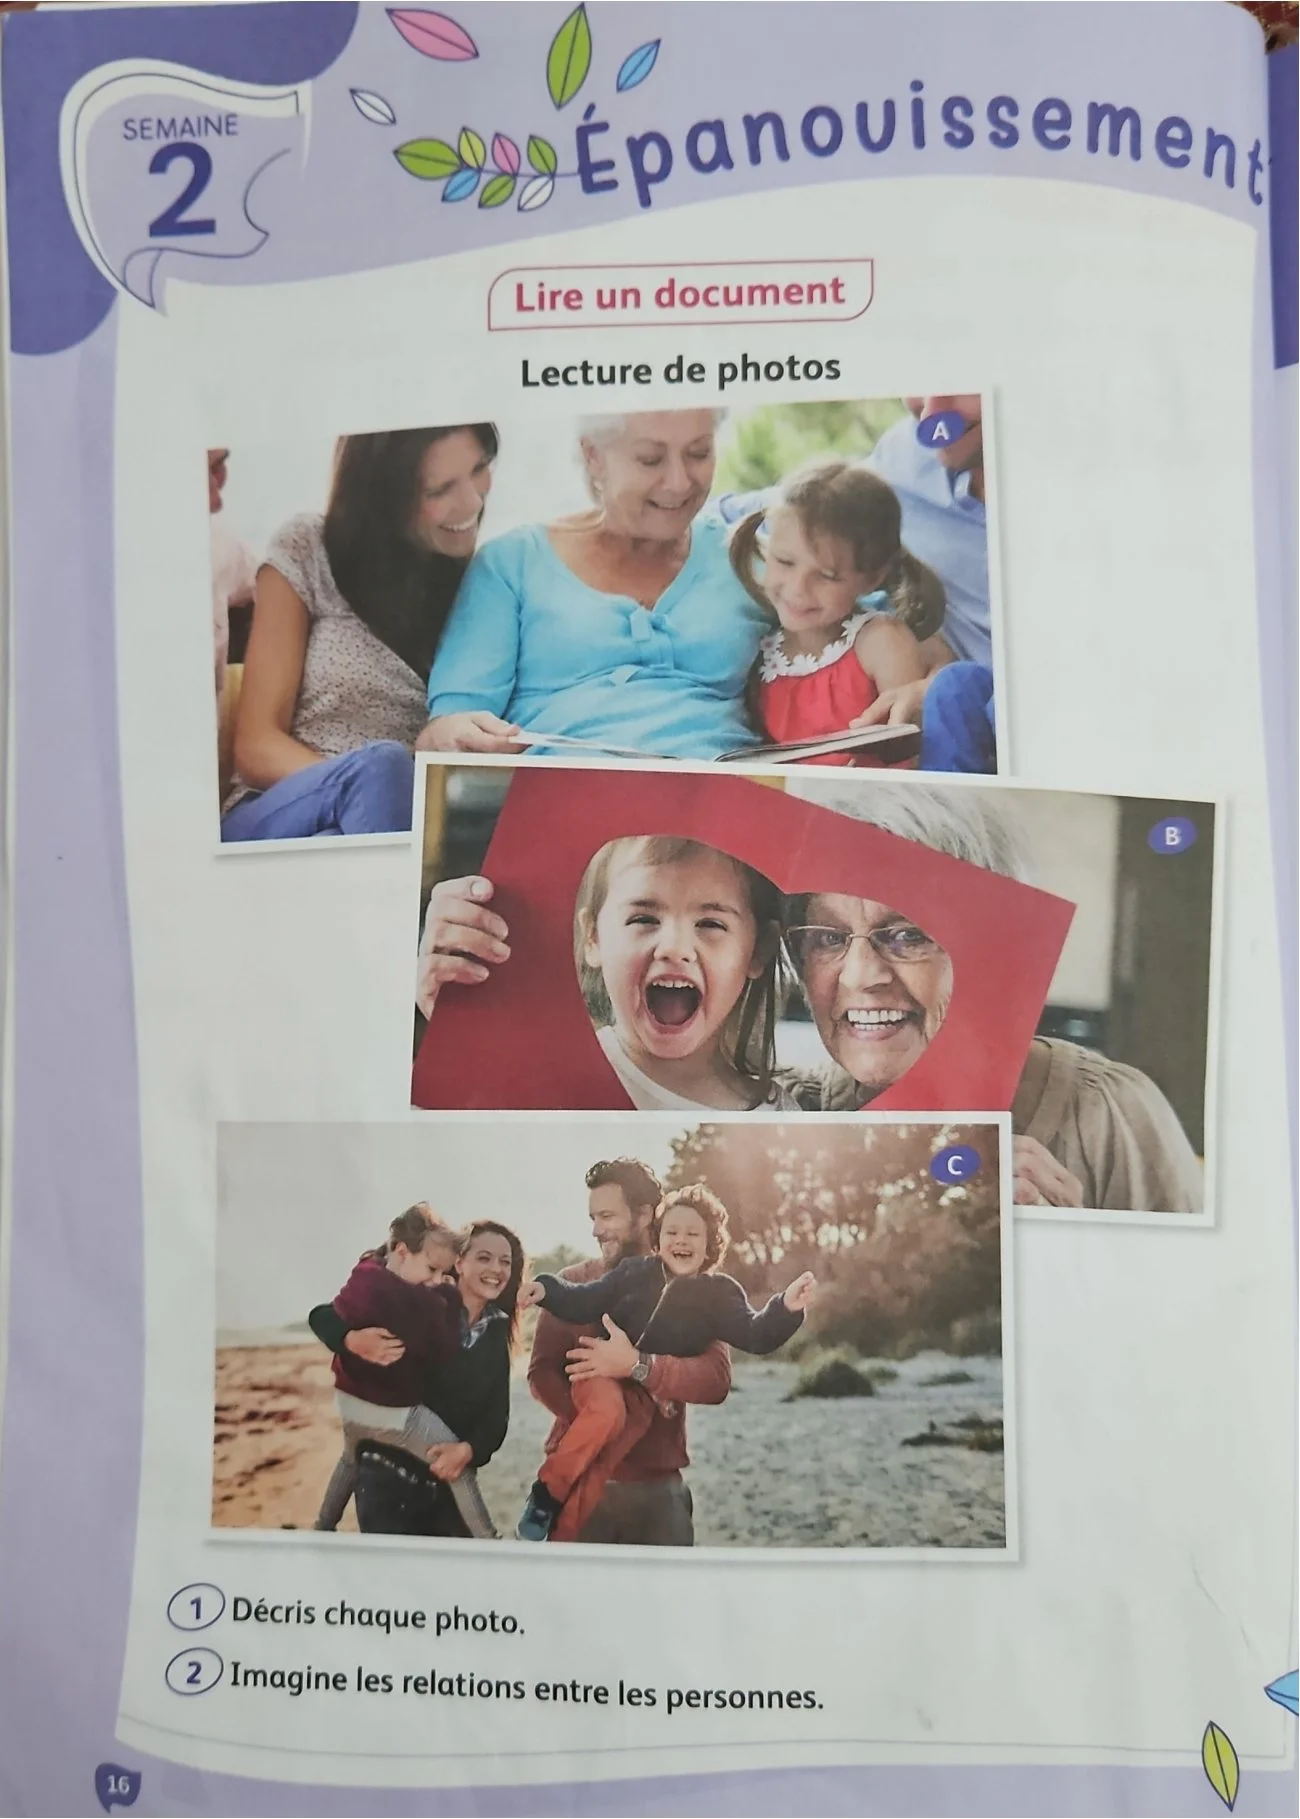 SEMAINE
2
Épanouissement
Lire un document
Lecture de photos
A
B
C
1 Décris chaque photo.
2 Imagine les relations entre les personnes.
16